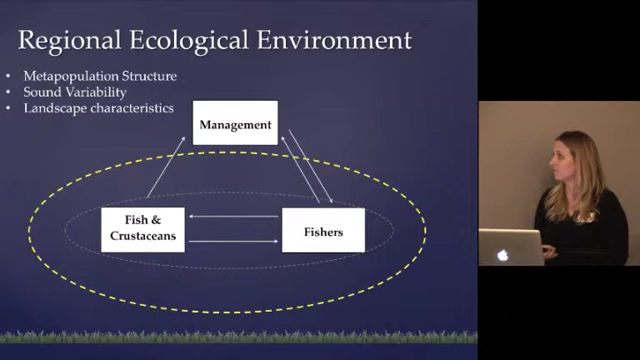 Regional Ecological Environment
• Metapopulation Structure
• Sound Variability
• Landscape characteristics
Management
Fish &
Crustaceans
Fishers